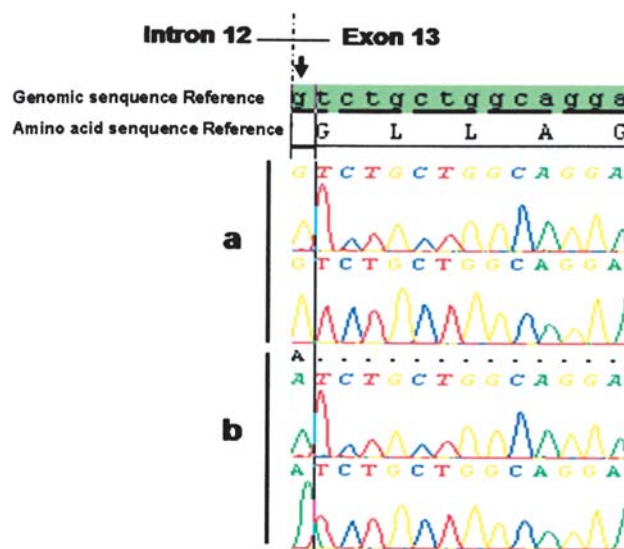 Intron 12 Exon 13
Genomic senquence Reference g t c t g c t g g c a g g a
Amino acid senquence Reference G L L A G
G T C T G C T G G C A G G A
a
G T C T G C T G G C A G G A
A . . . . . . . . . . . . .
A T C T G C T G G C A G G A
b
A T C T G C T G G C A G G A